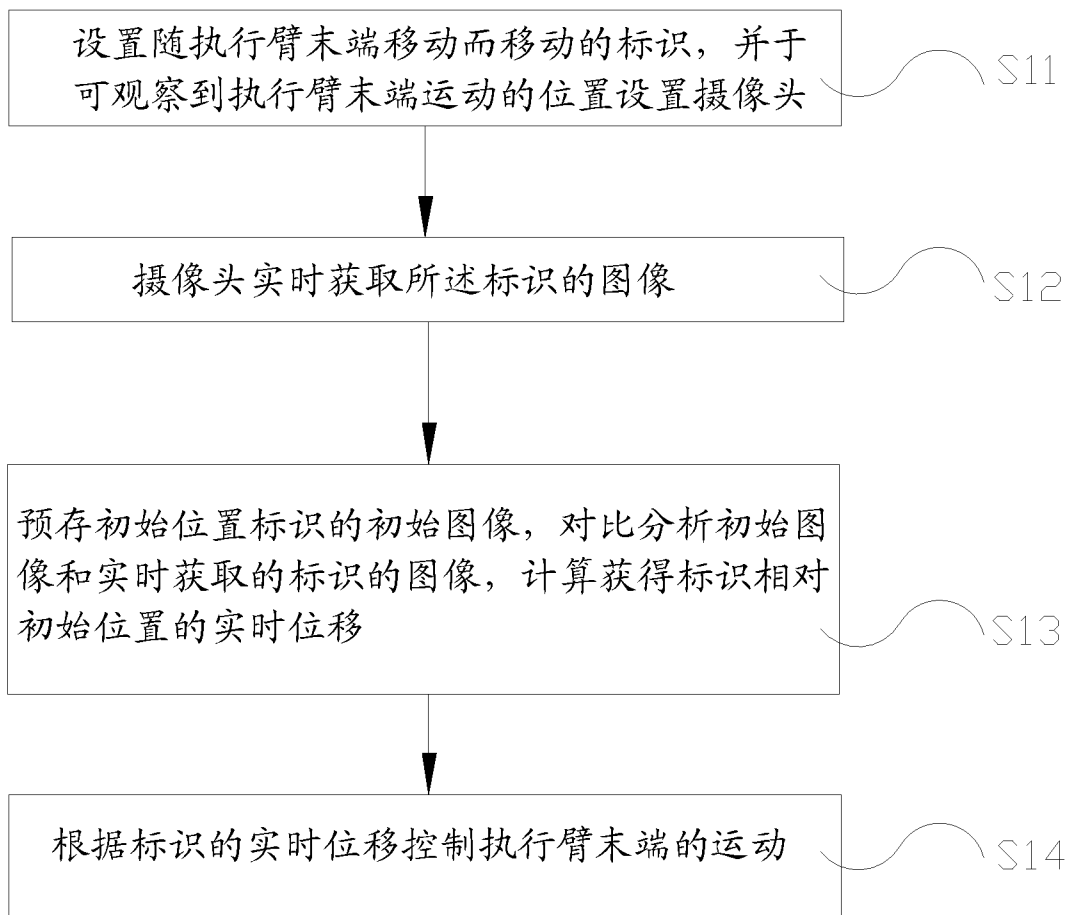 设置随执行臂末端移动而移动的标识，并于
可观察到执行臂末端运动的位置设置摄像头
S11
摄像头实时获取所述标识的图像
S12
预存初始位置标识的初始图像，对比分析初始图
像和实时获取的标识的图像，计算获得标识相对
初始位置的实时位移
S13
根据标识的实时位移控制执行臂末端的运动
S14